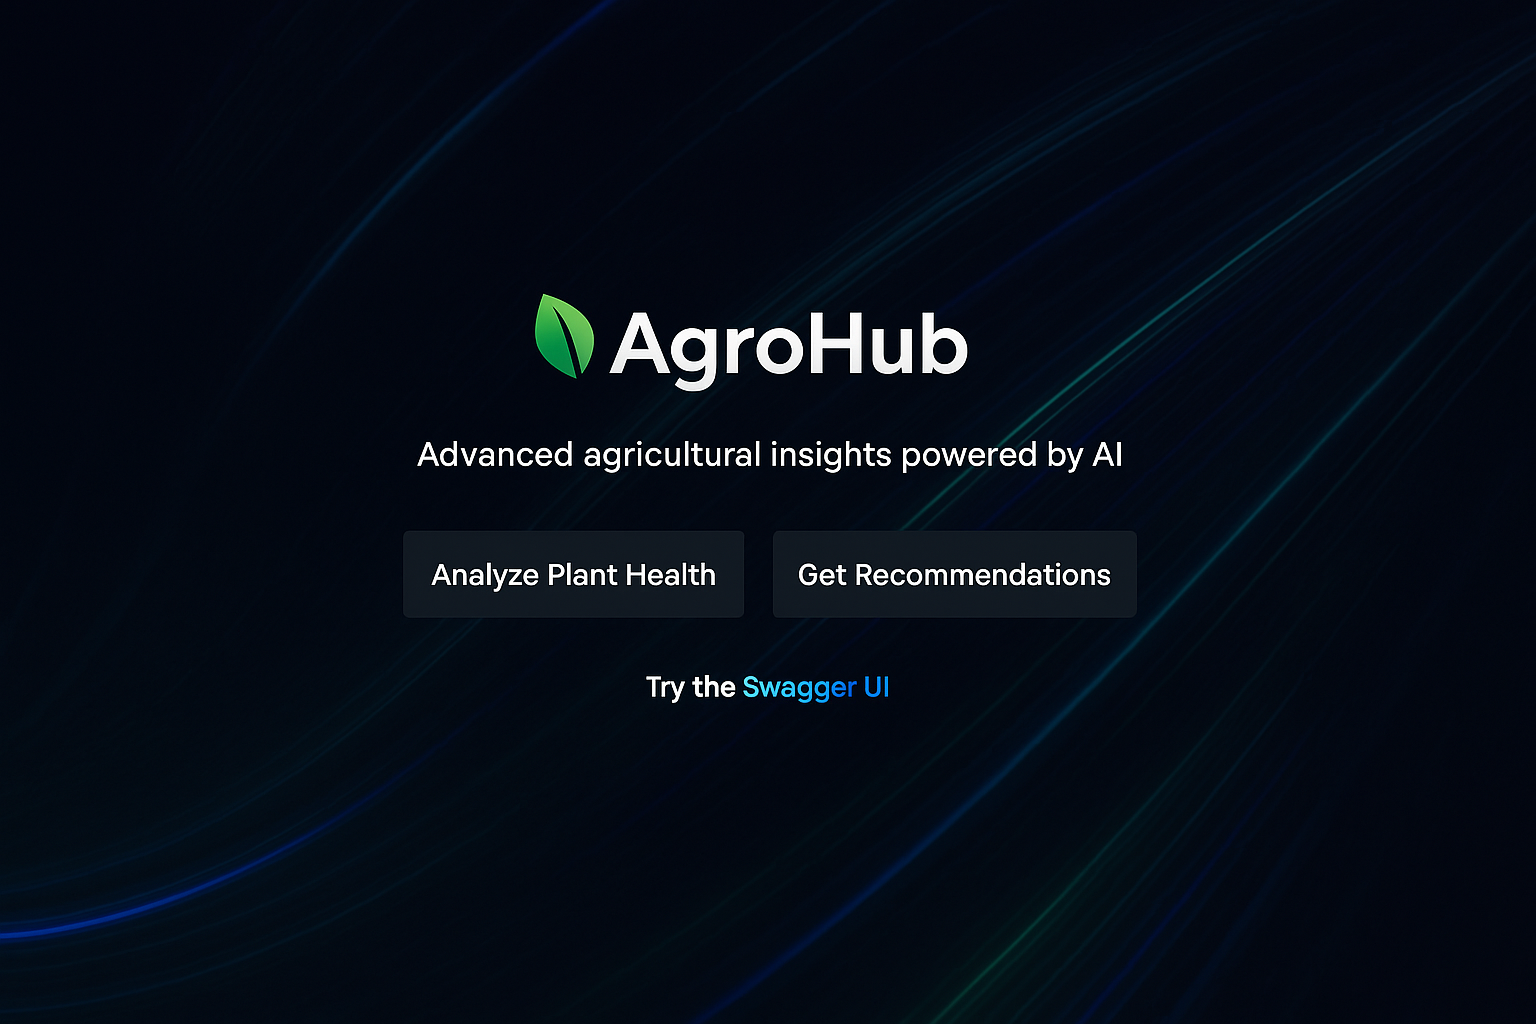 AgroHub
Advanced agricultural insights powered by AI
Analyze Plant Health
Get Recommendations
Try the Swagger UI